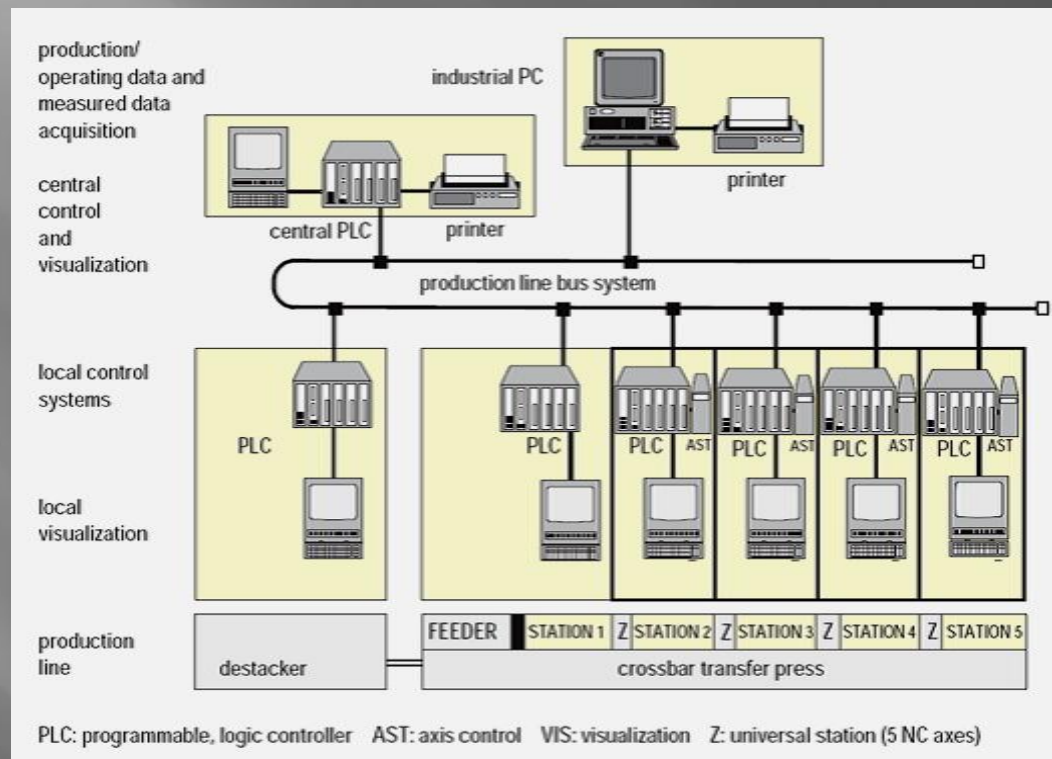 production/
operating data and
measured data
acquisition
industrial PC
printer
central
control
and
visualization
central PLC
printer
production line bus system
local control
systems
PLC
PLC
PLC
AST
PLC
AST
PLC
AST
PLC
AST
local
visualization
production
line
destacker
FEEDER
STATION 1
Z
STATION 2
Z
STATION 3
Z
STATION 4
Z
STATION 5
crossbar transfer press
PLC: programmable, logic controller AST: axis control VIS: visualization Z: universal station (5 NC axes)